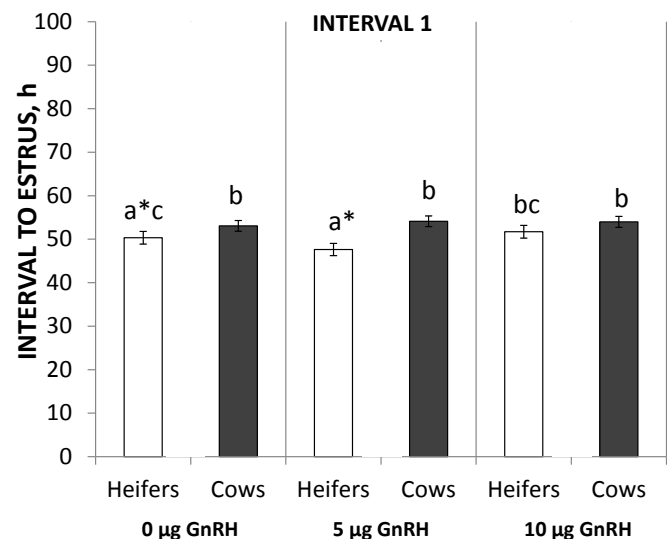 INTERVAL 1
INTERVAL TO ESTRUS, h
100
90
80
70
60
50
40
30
20
10
0
a*c
b
a*
b
bc
b
Heifers Cows Heifers Cows Heifers Cows
0 µg GnRH 5 µg GnRH 10 µg GnRH